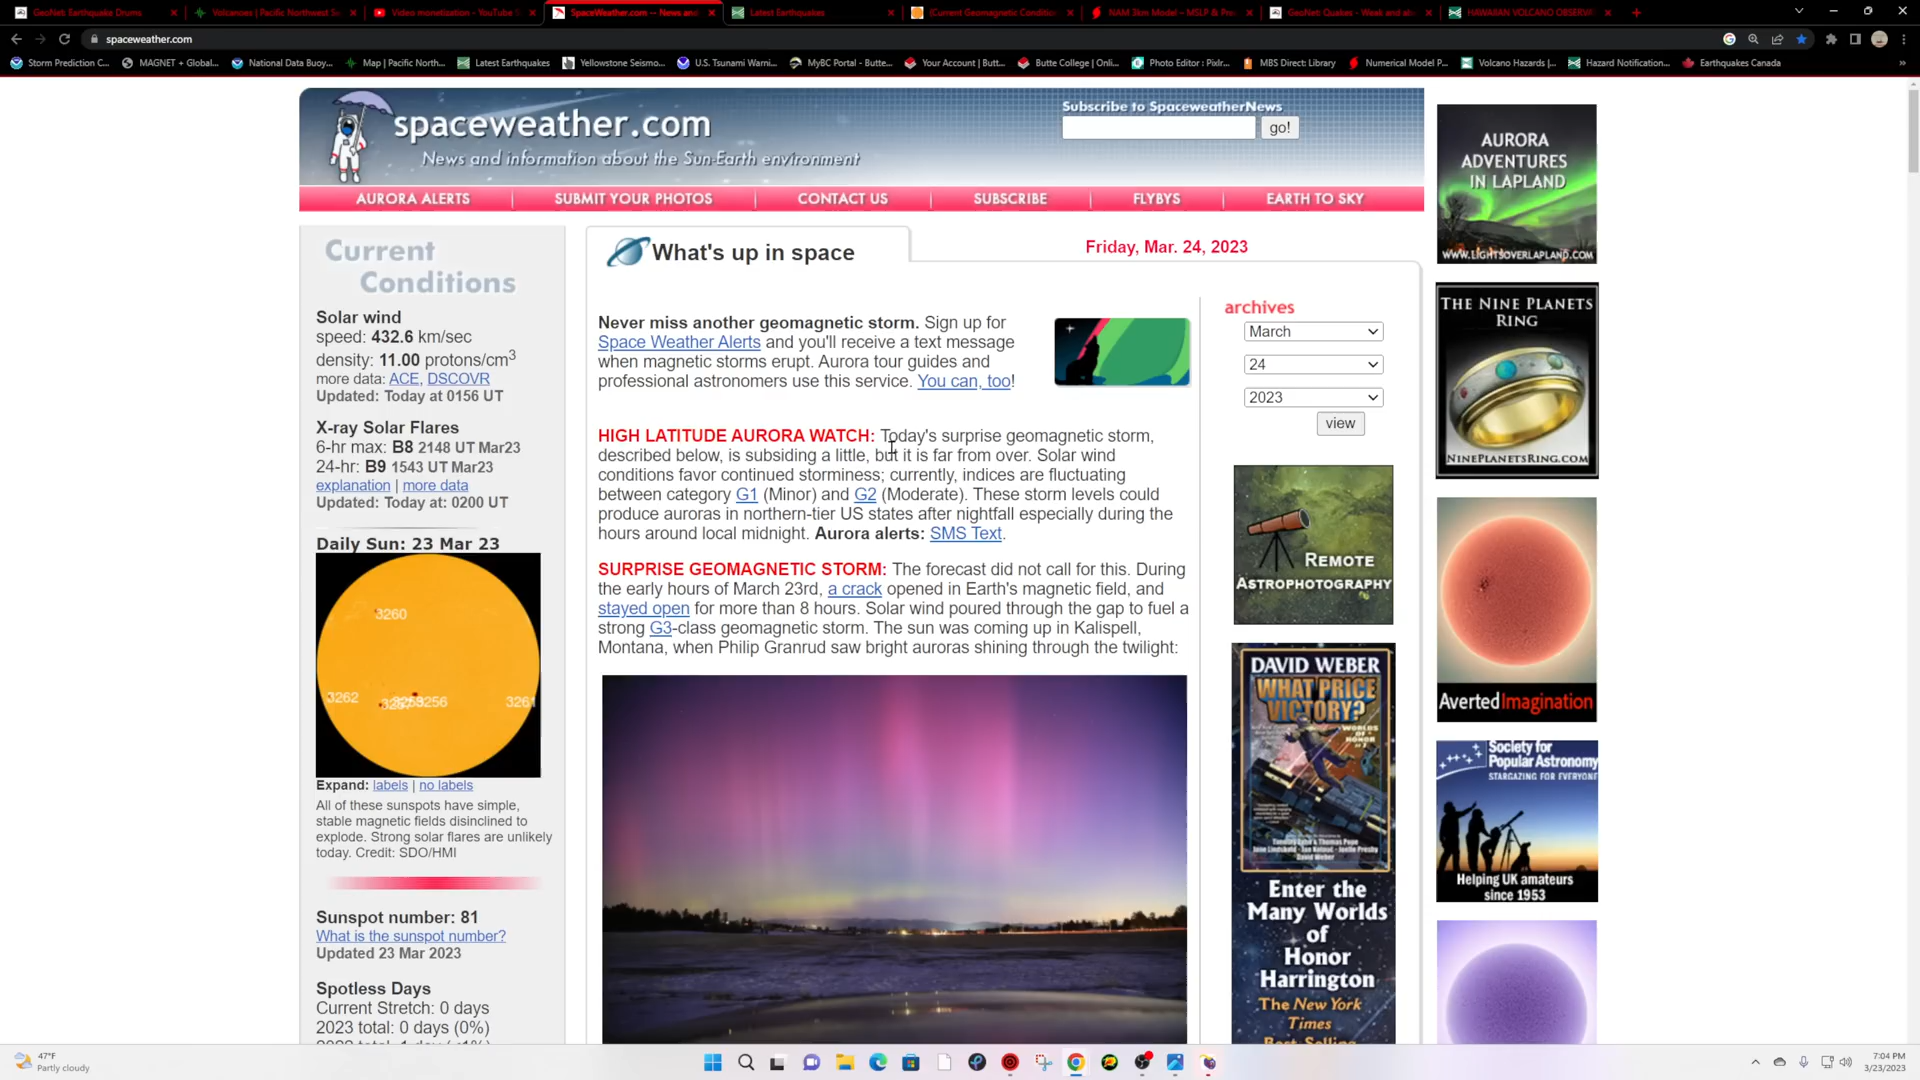 GeoNet Earthquake Drums
Volcanoes | Pacific Northwest Se
Video monetization - YouTube S
SpaceWeather.com -- News and
Latest Earthquakes
(Current Geomagnetic Condition
NAM 3km Model – MSLP & Pre
GeoNet: Quakes - Weak and ab
HAWAIIAN VOLCANO OBSERV
spaceweather.com
Storm Prediction C...
MAGNET + Global...
National Data Buoy...
Map | Pacific North...
Latest Earthquakes
Yellowstone Seismo...
U.S. Tsunami Warni...
MyBC Portal - Butte...
Your Account | Butt...
Butte College | Onli...
Photo Editor : Pixlr...
MBS Direct: Library
Numerical Model P...
Volcano Hazards |...
Hazard Notification...
Earthquakes Canada
spaceweather.com
News and information about the Sun-Earth environment
Subscribe to SpaceweatherNews
go!
AURORA ALERTS
SUBMIT YOUR PHOTOS
CONTACT US
SUBSCRIBE
FLYBYS
EARTH TO SKY
Current
Conditions
Solar wind
speed: 432.6 km/sec
density: 11.00 protons/cm3
more data: ACE, DSCOVR
Updated: Today at 0156 UT
X-ray Solar Flares
6-hr max: B8 2148 UT Mar23
24-hr: B9 1543 UT Mar23
explanation | more data
Updated: Today at: 0200 UT
Daily Sun: 23 Mar 23
3260
3262
3256
3261
Expand: labels | no labels
All of these sunspots have simple,
stable magnetic fields disinclined to
explode. Strong solar flares are unlikely
today. Credit: SDO/HMI
Sunspot number: 81
What is the sunspot number?
Updated 23 Mar 2023
Spotless Days
Current Stretch: 0 days
2023 total: 0 days (0%)
What's up in space
Friday, Mar. 24, 2023
Never miss another geomagnetic storm. Sign up for
Space Weather Alerts and you'll receive a text message
when magnetic storms erupt. Aurora tour guides and
professional astronomers use this service. You can, too!
HIGH LATITUDE AURORA WATCH: Today's surprise geomagnetic storm,
described below, is subsiding a little, but it is far from over. Solar wind
conditions favor continued storminess; currently, indices are fluctuating
between category G1 (Minor) and G2 (Moderate). These storm levels could
produce auroras in northern-tier US states after nightfall especially during the
hours around local midnight. Aurora alerts: SMS Text.
SURPRISE GEOMAGNETIC STORM: The forecast did not call for this. During
the early hours of March 23rd, a crack opened in Earth's magnetic field, and
stayed open for more than 8 hours. Solar wind poured through the gap to fuel a
strong G3-class geomagnetic storm. The sun was coming up in Kalispell,
Montana, when Philip Granrud saw bright auroras shining through the twilight:
archives
March
24
2023
view
REMOTE
ASTROPHOTOGRAPHY
DAVID WEBER
WHAT PRICE
VICTORY?
WORLDS
OF
HONOR
David Weber
Enter the
Many Worlds
of
Honor
Harrington
The New York
Times
Best-Selling
AURORA
ADVENTURES
IN LAPLAND
WWW.LIGHTSOVERLAPLAND.COM
THE NINE PLANETS
RING
NINEPLANETSRING.COM
AvertedImagination
Society for
Popular Astronomy
STARGAZING FOR EVERYONE
Helping UK amateurs
since 1953
47°F
Partly cloudy
7:04 PM
3/23/2023